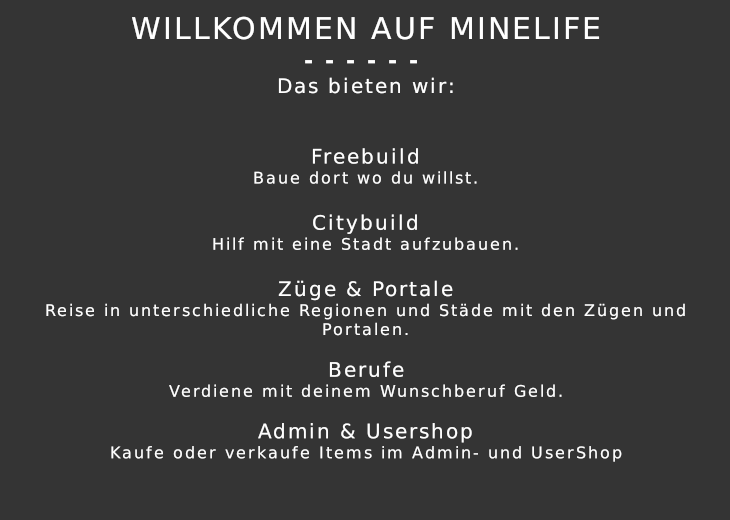 WILLKOMMEN AUF MINELIFE
- - - - - -
Das bieten wir:
Freebuild
Baue dort wo du willst.
Citybuild
Hilf mit eine Stadt aufzubauen.
Züge & Portale
Reise in unterschiedliche Regionen und Städe mit den Zügen und
Portalen.
Berufe
Verdiene mit deinem Wunschberuf Geld.
Admin & Usershop
Kaufe oder verkaufe Items im Admin- und UserShop